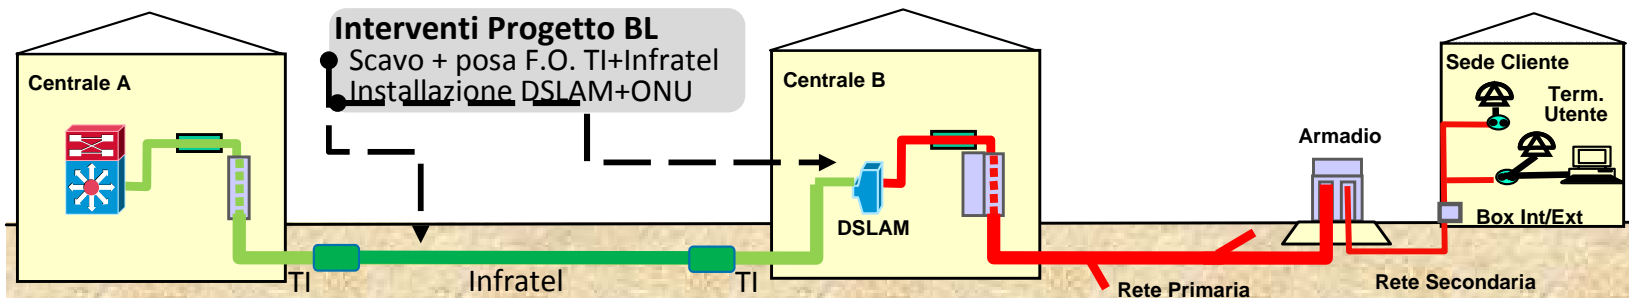 Interventi Progetto BL
Scavo + posa F.O. TI+Infratel
Installazione DSLAM+ONU
Centrale A
Centrale B
Sede Cliente
Term.
Utente
Armadio
DSLAM
Box Int/Ext
TI
Infratel
TI
Rete Primaria
Rete Secondaria